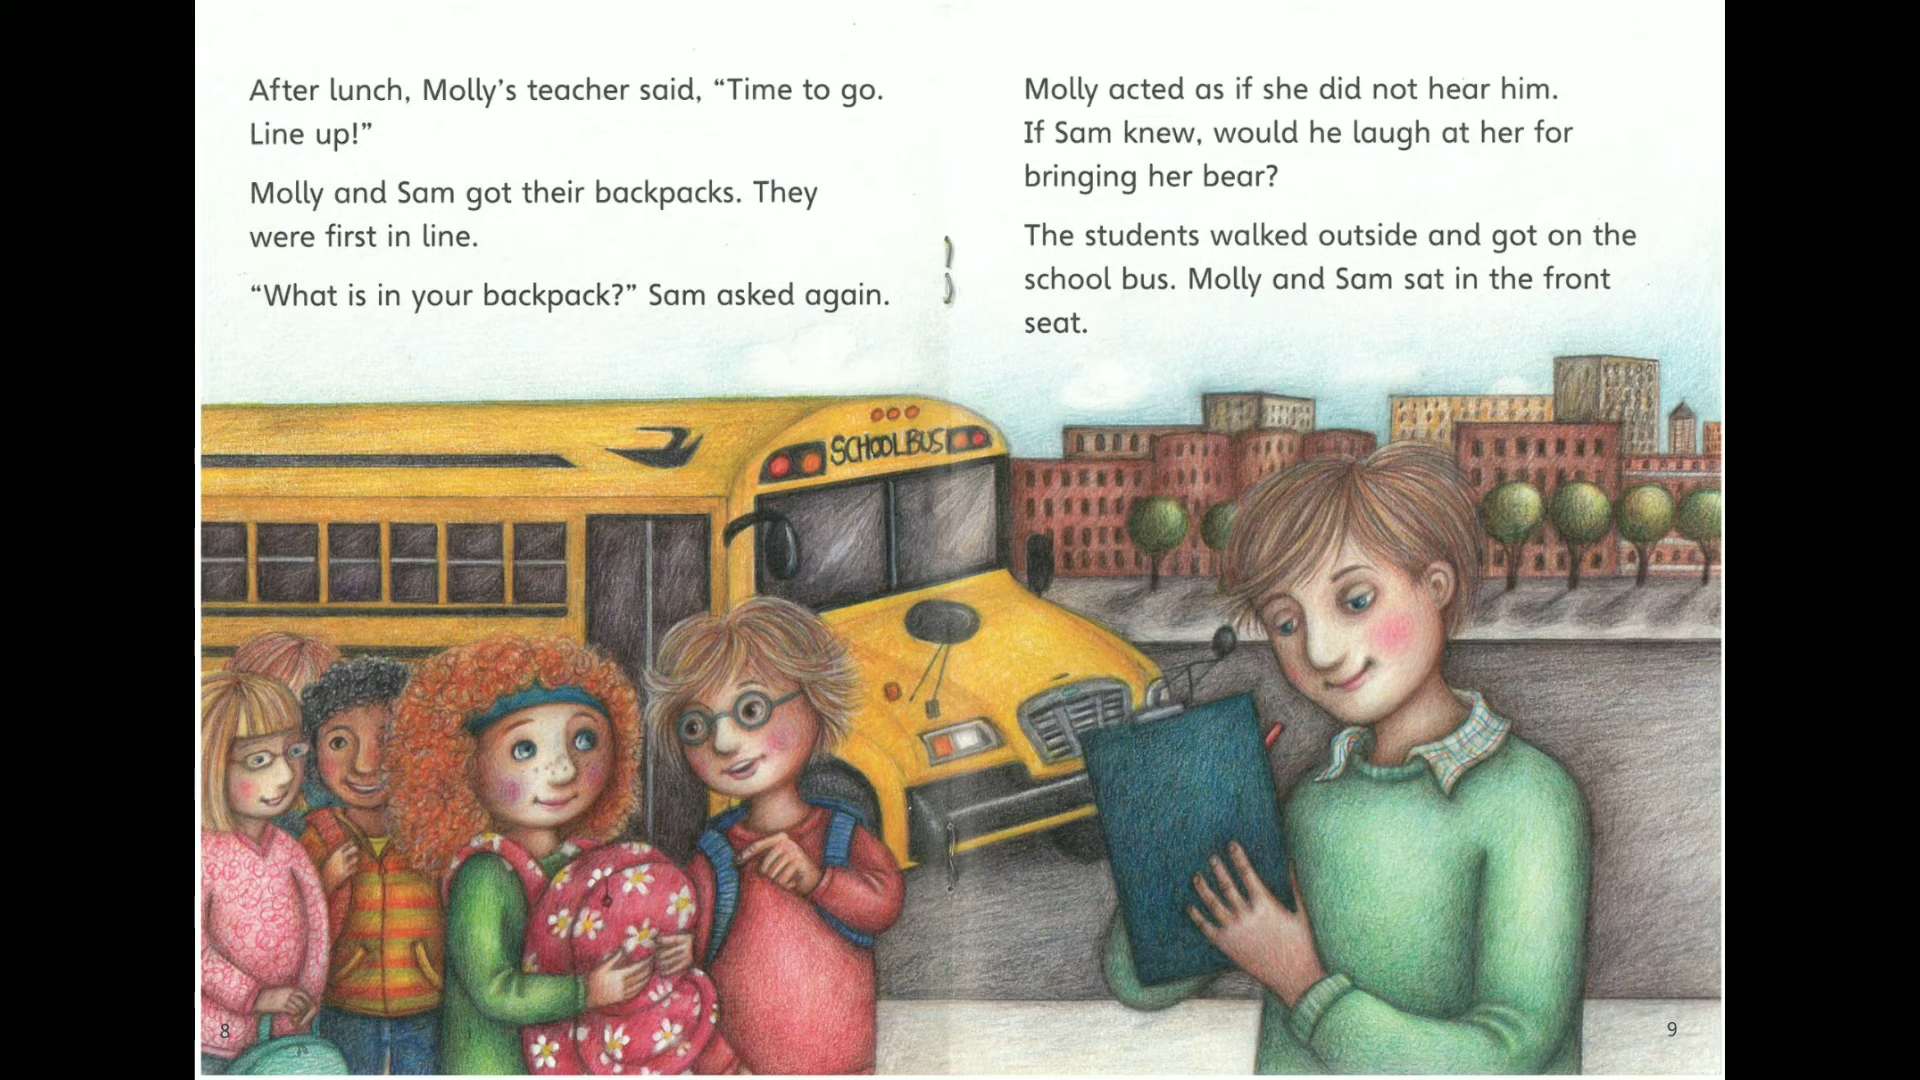 After lunch, Molly’s teacher said, “Time to go.
Line up!”
Molly and Sam got their backpacks. They
were first in line.
“What is in your backpack?” Sam asked again.
8
Molly acted as if she did not hear him.
If Sam knew, would he laugh at her for
bringing her bear?
The students walked outside and got on the
school bus. Molly and Sam sat in the front
seat.
SCHOOL BUS
9